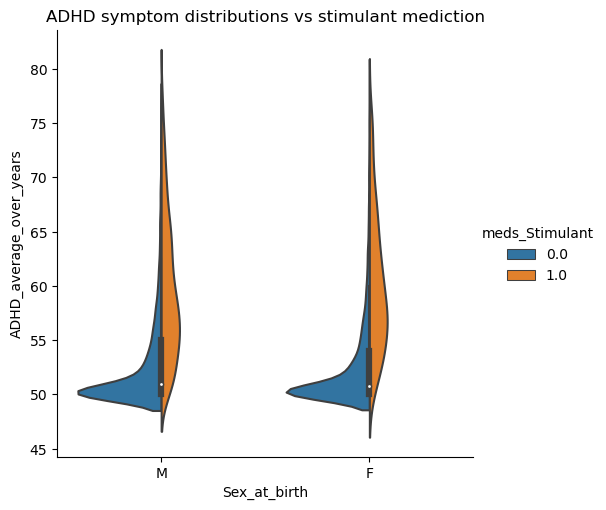 ADHD symptom distributions vs stimulant mediction
80
75
70
65
60
55
50
45
ADHD_average_over_years
M
F
Sex_at_birth
meds_Stimulant
0.0
1.0